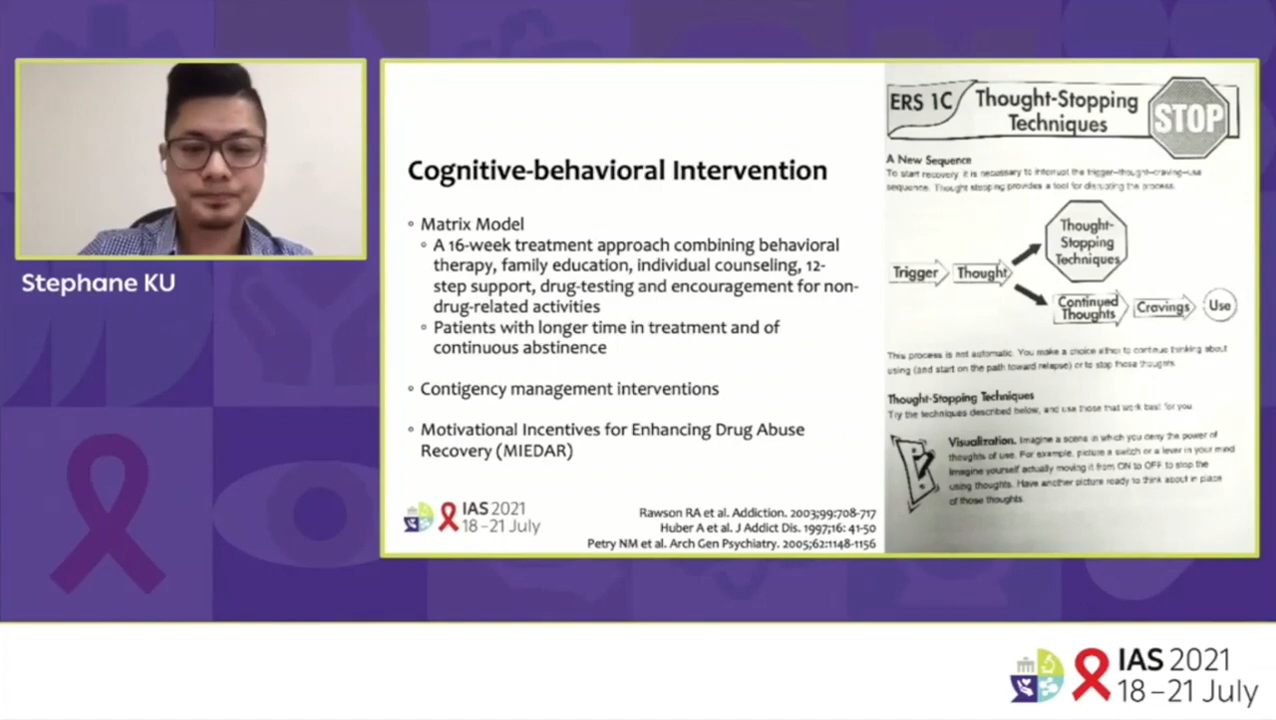 Stephane KU
Cognitive-behavioral Intervention
◦ Matrix Model
◦ A 16-week treatment approach combining behavioral
therapy, family education, individual counseling, 12-
step support, drug-testing and encouragement for non-
drug-related activities
◦ Patients with longer time in treatment and of
continuous abstinence
◦ Contigency management interventions
◦ Motivational Incentives for Enhancing Drug Abuse
Recovery (MIEDAR)
IAS 2021
18–21 July
Rawson RA et al. Addiction. 2003;99:708-717
Huber A et al. J Addict Dis. 1997;16: 41-50
Petry NM et al. Arch Gen Psychiatry. 2005;62:1148-1156
ERS 1C
Thought-Stopping
Techniques
STOP
A New Sequence
To start recovery it is necessary to interrupt the trigger–thought–craving–use
sequence. Thought stopping provides a tool for disrupting the process.
Thought-
Stopping
Techniques
Trigger
Thought
Continued
Thoughts
Cravings
Use
This process is not automatic. You make a choice either to continue thinking about
using (and start on the path toward relapse) or to stop those thoughts.
Thought-Stopping Techniques
Try the techniques described below, and use those that work best for you.
Visualization. Imagine a scene in which you deny the power of
thoughts of use. For example, picture a switch or a lever in your mind
Imagine yourself actually moving it from ON to OFF to stop the
using thoughts. Have another picture ready to think about in place
of those thoughts.
IAS 2021
18–21 July